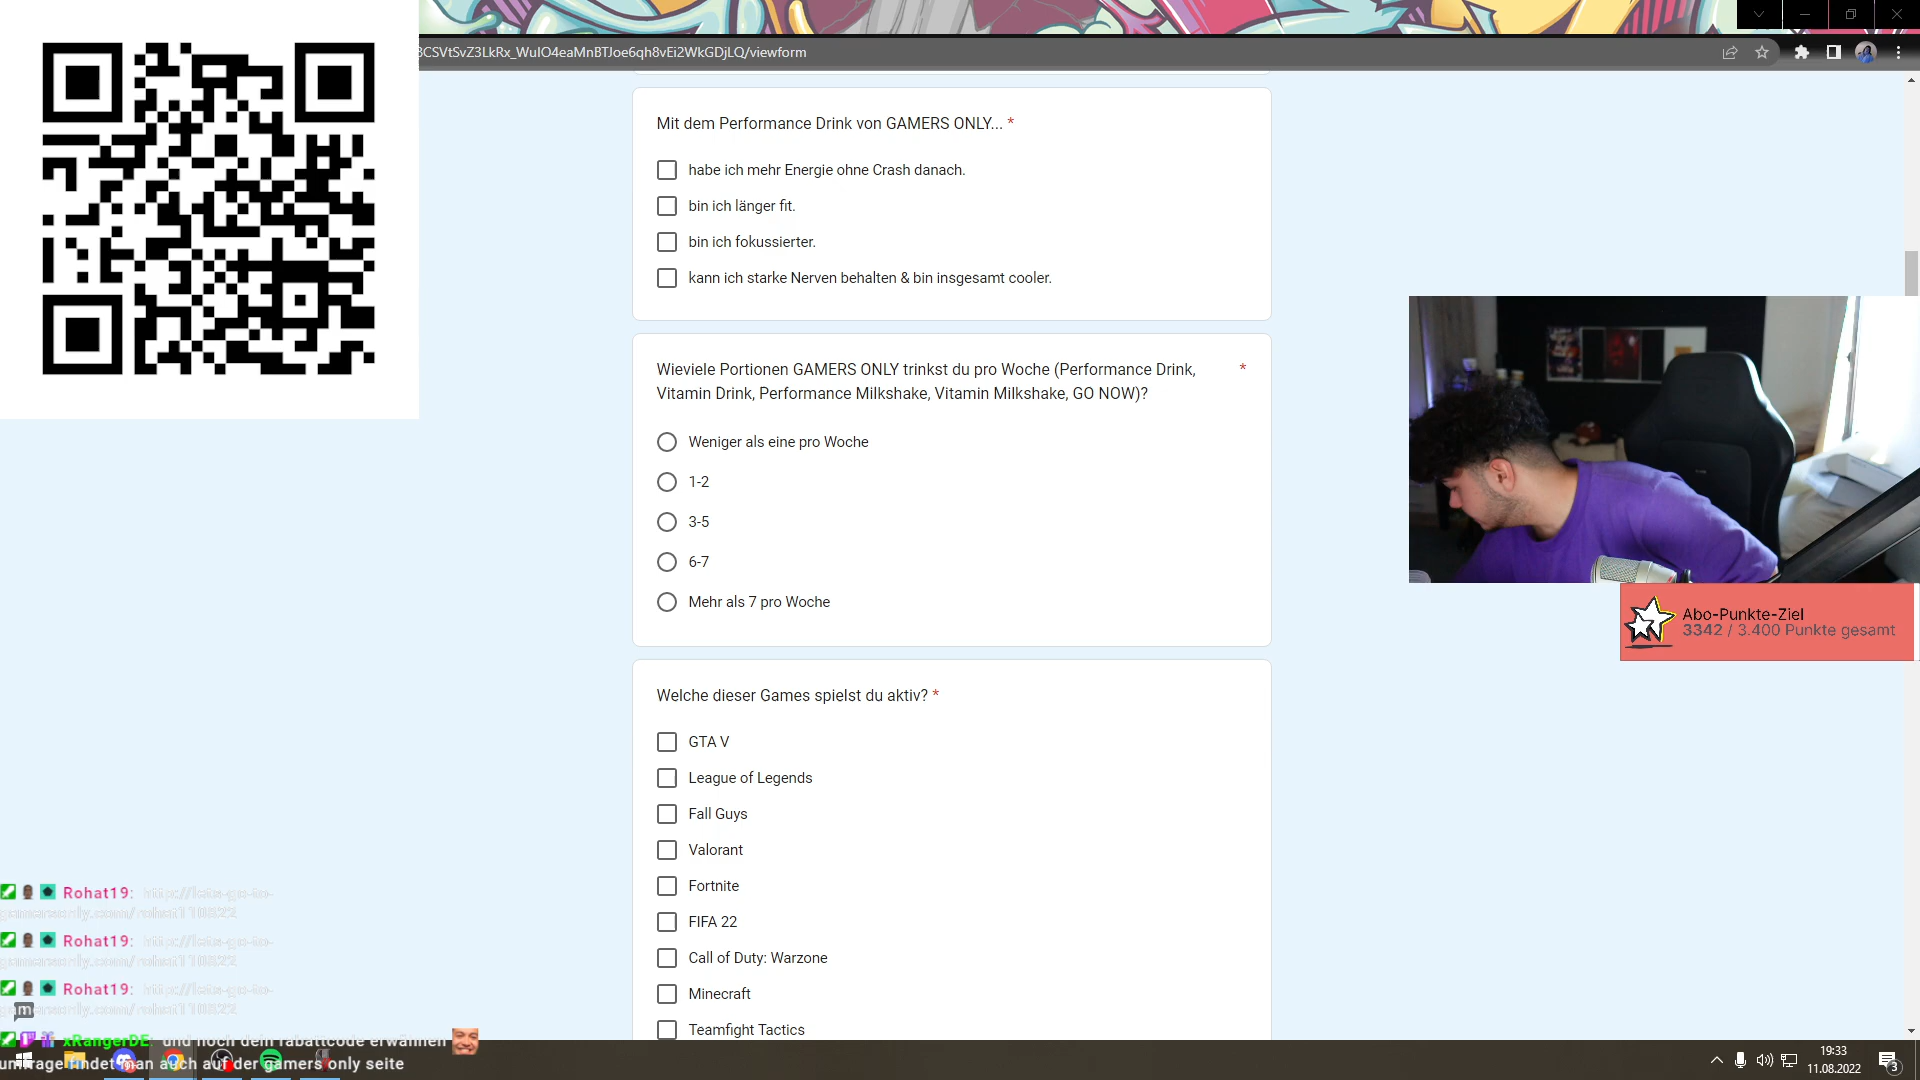 3CSVtSvZ3LkRx_WuIO4eaMnBTJoe6qh8vEi2WkGDjLQ/viewform
Mit dem Performance Drink von GAMERS ONLY... *
habe ich mehr Energie ohne Crash danach.
bin ich länger fit.
bin ich fokussierter.
kann ich starke Nerven behalten & bin insgesamt cooler.
Wieviele Portionen GAMERS ONLY trinkst du pro Woche (Performance Drink, *
Vitamin Drink, Performance Milkshake, Vitamin Milkshake, GO NOW)?
Weniger als eine pro Woche
1-2
3-5
6-7
Mehr als 7 pro Woche
Abo-Punkte-Ziel
3342 / 3.400 Punkte gesamt
Welche dieser Games spielst du aktiv? *
GTA V
League of Legends
Fall Guys
Valorant
Fortnite
FIFA 22
Call of Duty: Warzone
Minecraft
Teamfight Tactics
Rohat19:
Rohat19:
Rohat19:
xRangerDE: und noch dein rabattcode erwähnen
umfrage findet man auch auf der gamers only seite
19:33
11.08.2022
3